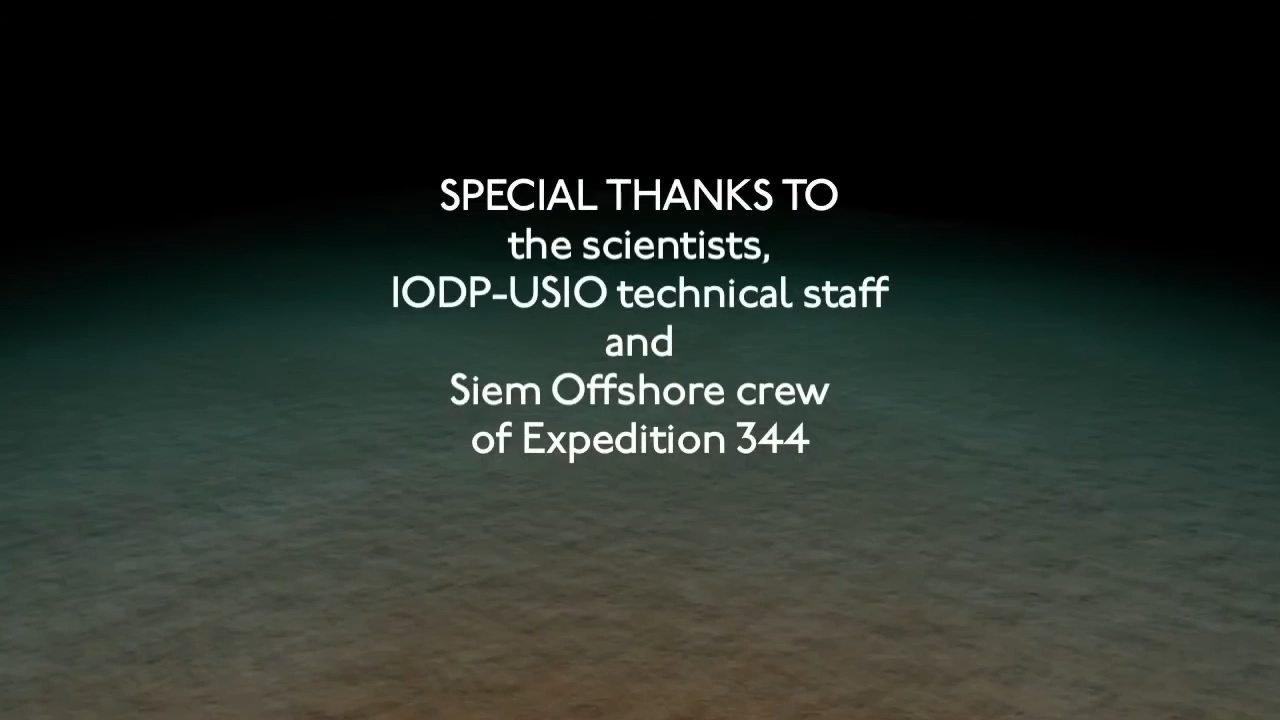 SPECIAL THANKS TO
the scientists,
IODP-USIO technical staff
and
Siem Offshore crew
of Expedition 344